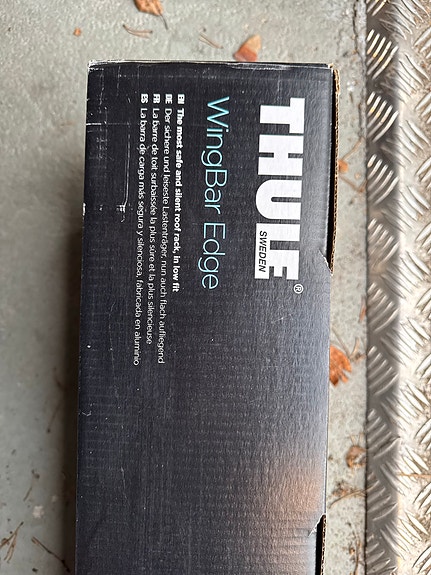 THULE®
SWEDEN
WingBar Edge
EN The most safe and silent roof rack, in low fit
DE Der sichere und leiseste Lastenträger, nun auch flach aufliegend
FR La barre de toit surbaissée la plus sûre et la plus silencieuse
ES La barra de carga más segura y silenciosa, fabricada en aluminio